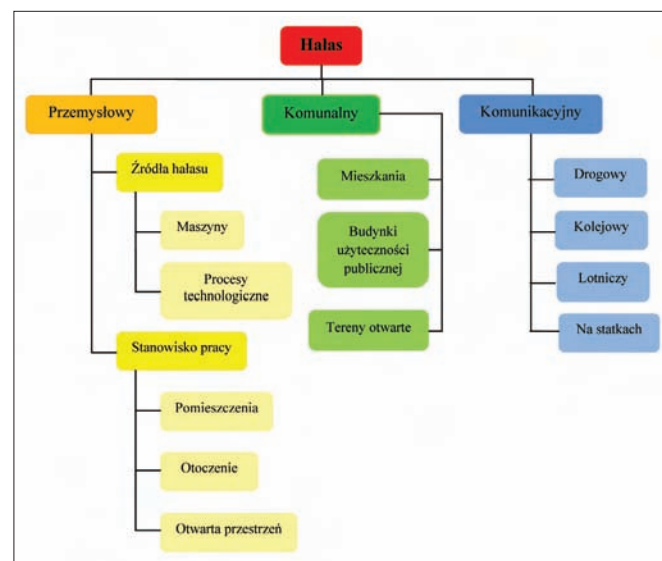 Hałas
Przemysłowy
Źródła hałasu
Maszyny
Procesy
technologiczne
Stanowisko pracy
Pomieszczenia
Otoczenie
Otwarta przestrzeń
Komunalny
Mieszkania
Budynki
użyteczności
publicznej
Tereny otwarte
Komunikacyjny
Drogowy
Kolejowy
Lotniczy
Na statkach